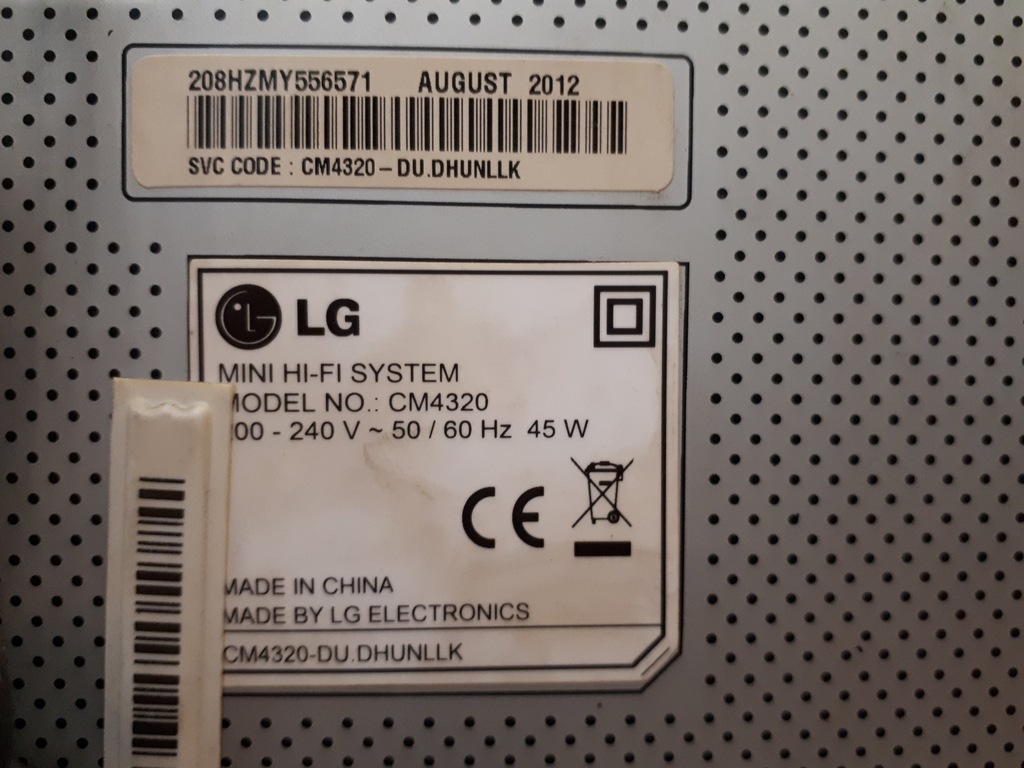 208HZMY556571 AUGUST 2012
SVC CODE : CM4320-DU.DHUNLLK
LG
MINI HI-FI SYSTEM
MODEL NO.: CM4320
00 - 240 V ~ 50 / 60 Hz 45 W
CE
MADE IN CHINA
MADE BY LG ELECTRONICS
CM4320-DU.DHUNLLK